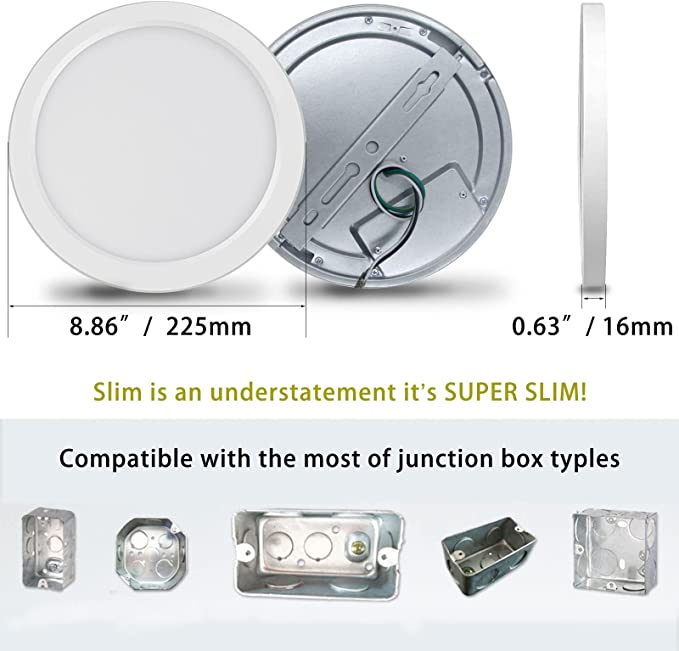 8.86” / 225mm
0.63” / 16mm
Slim is an understatement it’s SUPER SLIM!
Compatible with the most of junction box typles